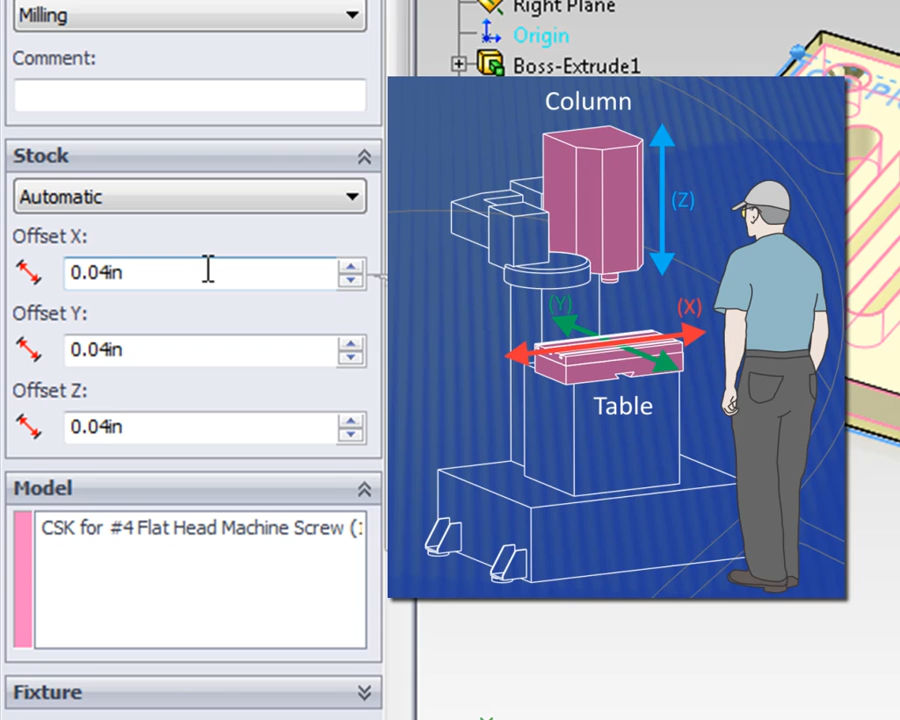 Milling
Comment:
Stock
Automatic
Offset X:
0.04in
Offset Y:
0.04in
Offset Z:
0.04in
Model
CSK for #4 Flat Head Machine Screw (
Fixture
Right Plane
Origin
Boss-Extrude1
Column
(Z)
(Y)
(X)
Table